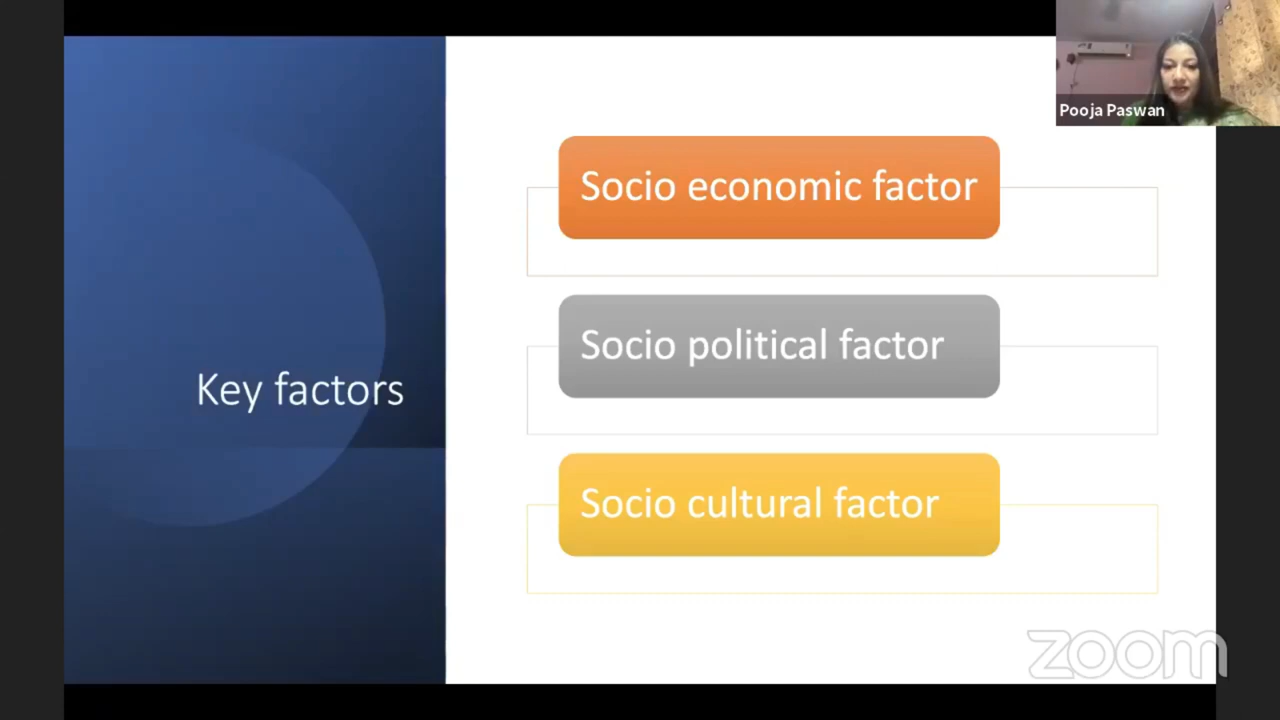 Pooja Paswan
Socio economic factor
Socio political factor
Key factors
Socio cultural factor
zoom